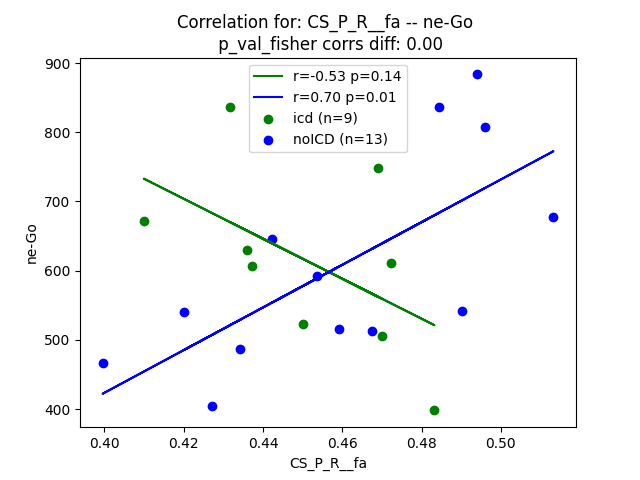 Correlation for: CS_P_R__fa -- ne-Go
p_val_fisher corrs diff: 0.00
900
800
700
600
500
400
ne-Go
r=-0.53 p=0.14
r=0.70 p=0.01
icd (n=9)
noICD (n=13)
0.40 0.42 0.44 0.46 0.48 0.50
CS_P_R__fa